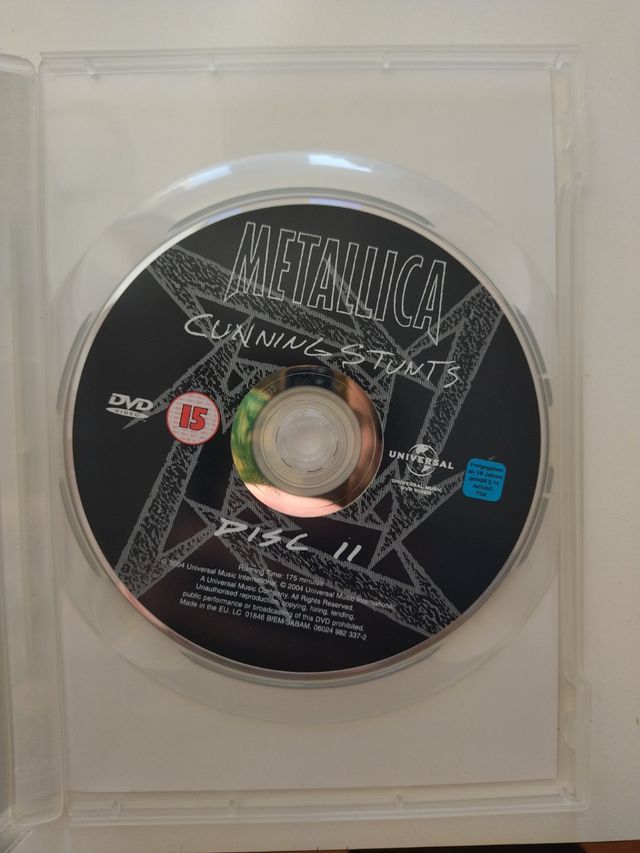 METALLICA
CUNNING STUNTS
DVD
VIDEO
15
UNIVERSAL
UNIVERSAL MUSIC
DVD VIDEO
Freigegeben
ab 16 Jahren
gemäß § 14
JuSchG
FSK
DISC II
Running Time: 175 minutes
℗ 2004 Universal Music International. © 2004 Universal Music International.
A Universal Music Company. All Rights Reserved.
Unauthorised reproduction, copying, hiring, lending,
public performance or broadcasting of this DVD prohibited.
Made in the EU. LC 01646 BIEM/SABAM. 06024 982 337-2